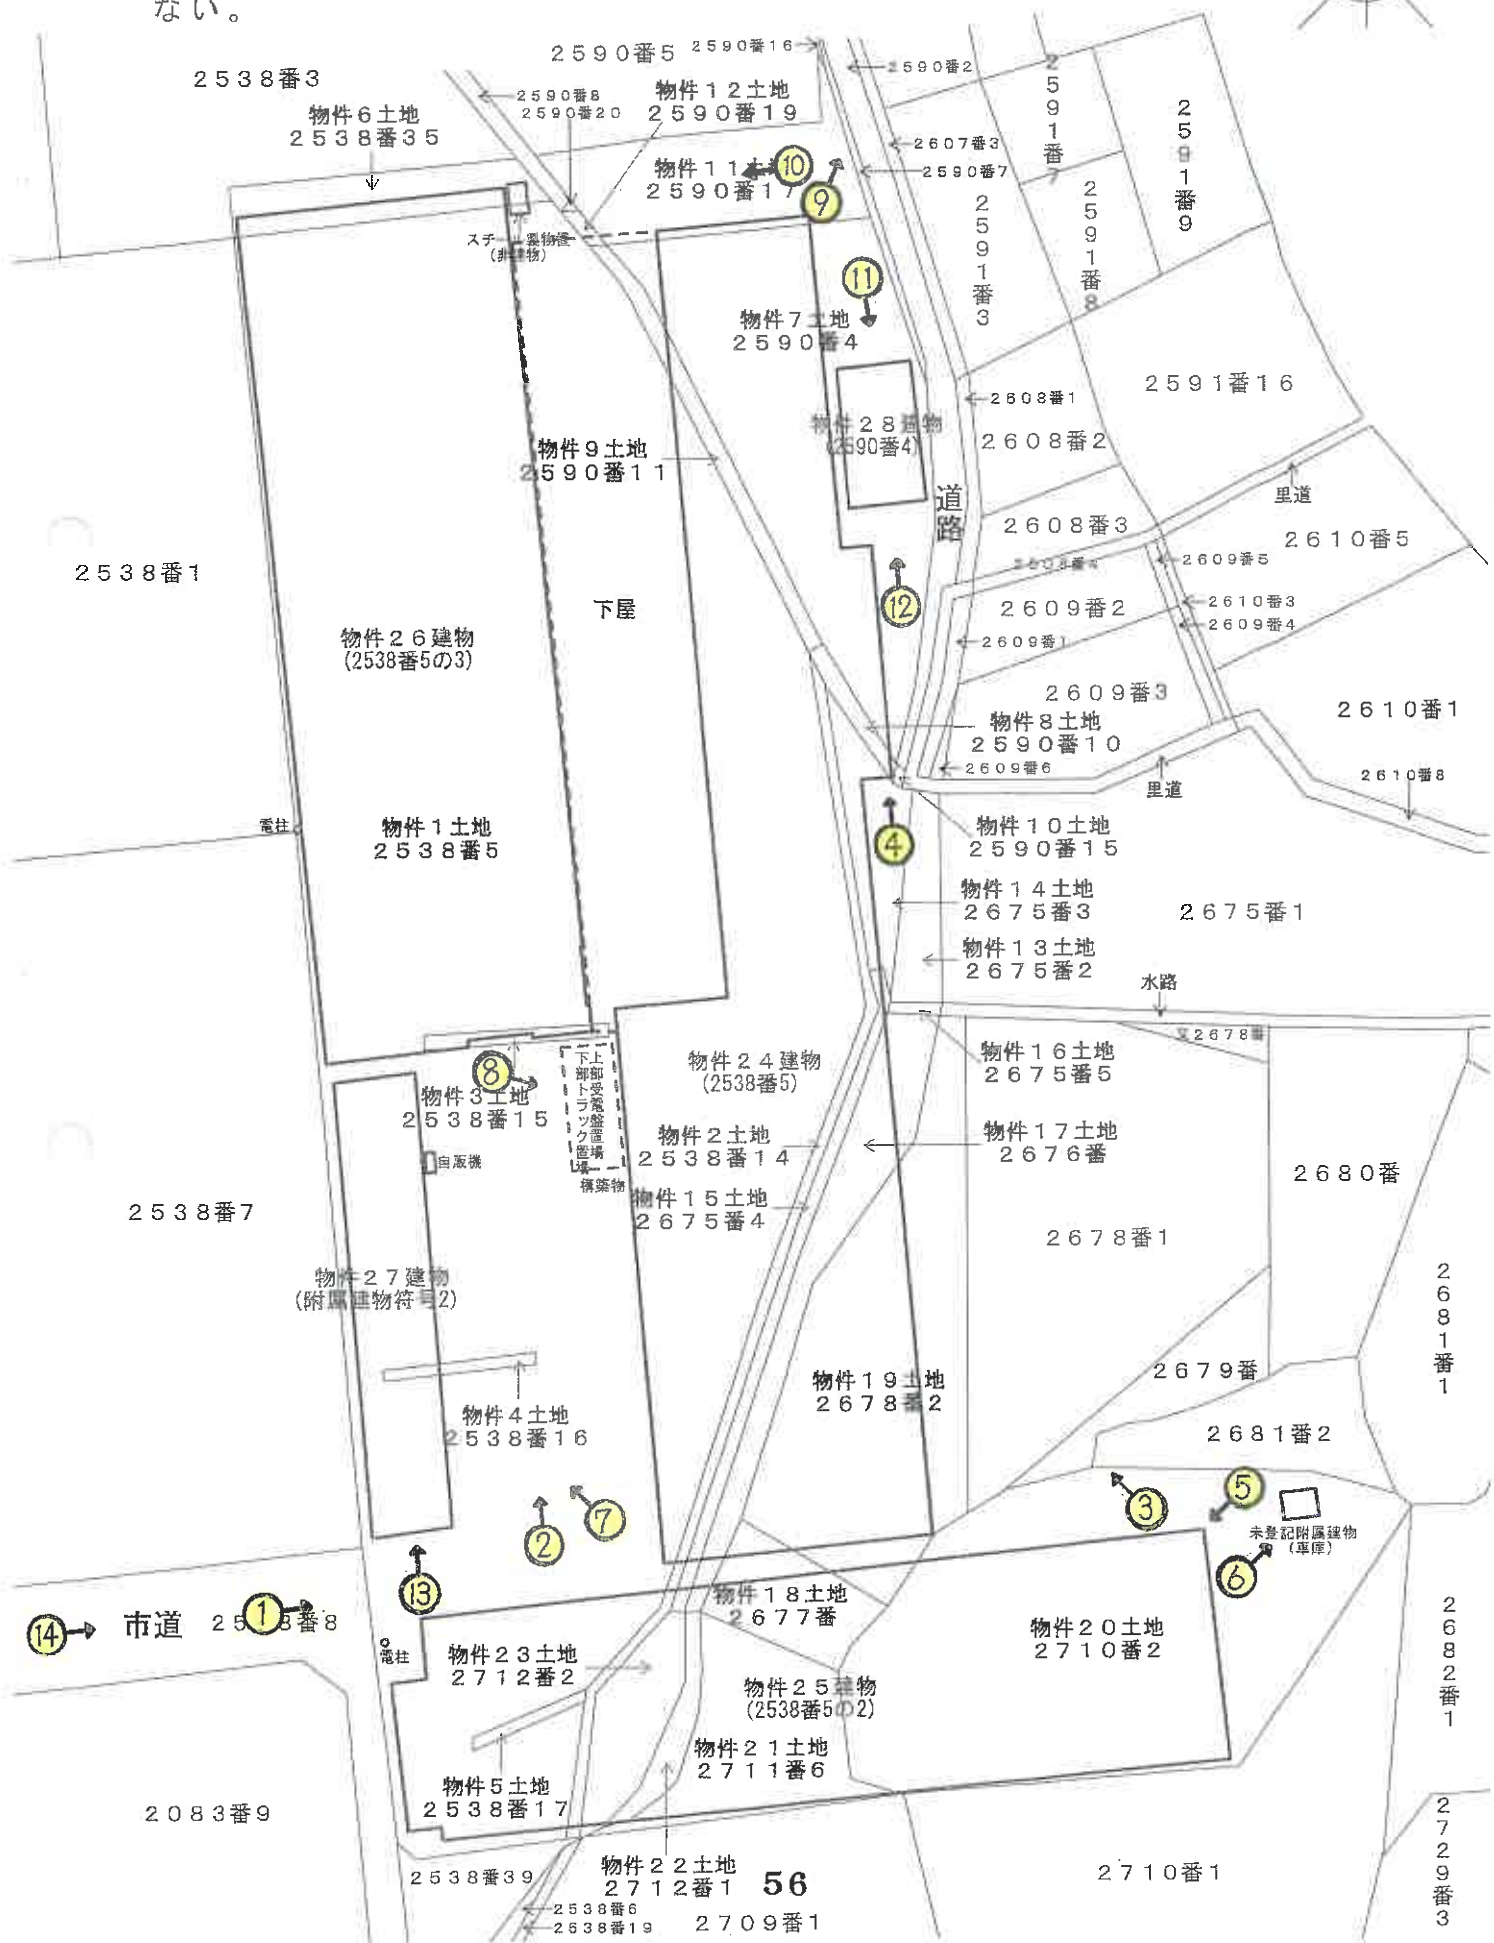 ない。
2538番3
2590番5
2590番16
2590番2
物件6土地
2538番35
2590番8
2590番20
物件12土地
2590番19
物件11土地
2590番17
⑩
⑨
2607番3
2590番7
2591番7
2591番9
2591番8
2591番3
(非建物)
⑪
物件7土地
2590番4
2591番16
2608番1
2608番2
物件28建物
(2590番4)
物件9土地
2590番11
道路
里道
2608番3
2610番5
2609番5
2538番1
下屋
⑫
2609番2
2610番3
2609番4
2609番1
物件26建物
(2538番5の3)
2609番3
2610番1
物件8土地
2590番10
2609番6
里道
2610番8
電柱
物件1土地
2538番5
④
物件10土地
2590番15
物件14土地
2675番3
2675番1
物件13土地
2675番2
水路
⑧
物件3土地
2538番15
上部受電盤置場
下部トラック置場
構築物
自販機
物件24建物
(2538番5)
物件16土地
2675番5
物件2土地
2538番14
物件17土地
2676番
物件15土地
2675番4
2680番
2538番7
2678番1
2681番1
物件27建物
(附属建物符号2)
物件4土地
2538番16
物件19土地
2678番2
2679番
2681番2
②
⑦
③
⑤
未登記附属建物
(車庫)
⑥
⑬
⑭
市道
①
電柱
物件18土地
2677番
物件20土地
2710番2
2682番1
物件23土地
2712番2
物件25建物
(2538番5の2)
物件21土地
2711番6
物件5土地
2538番17
2083番9
2729番3
2538番39
物件22土地
2712番1
56
2710番1
2538番6
2538番19
2709番1